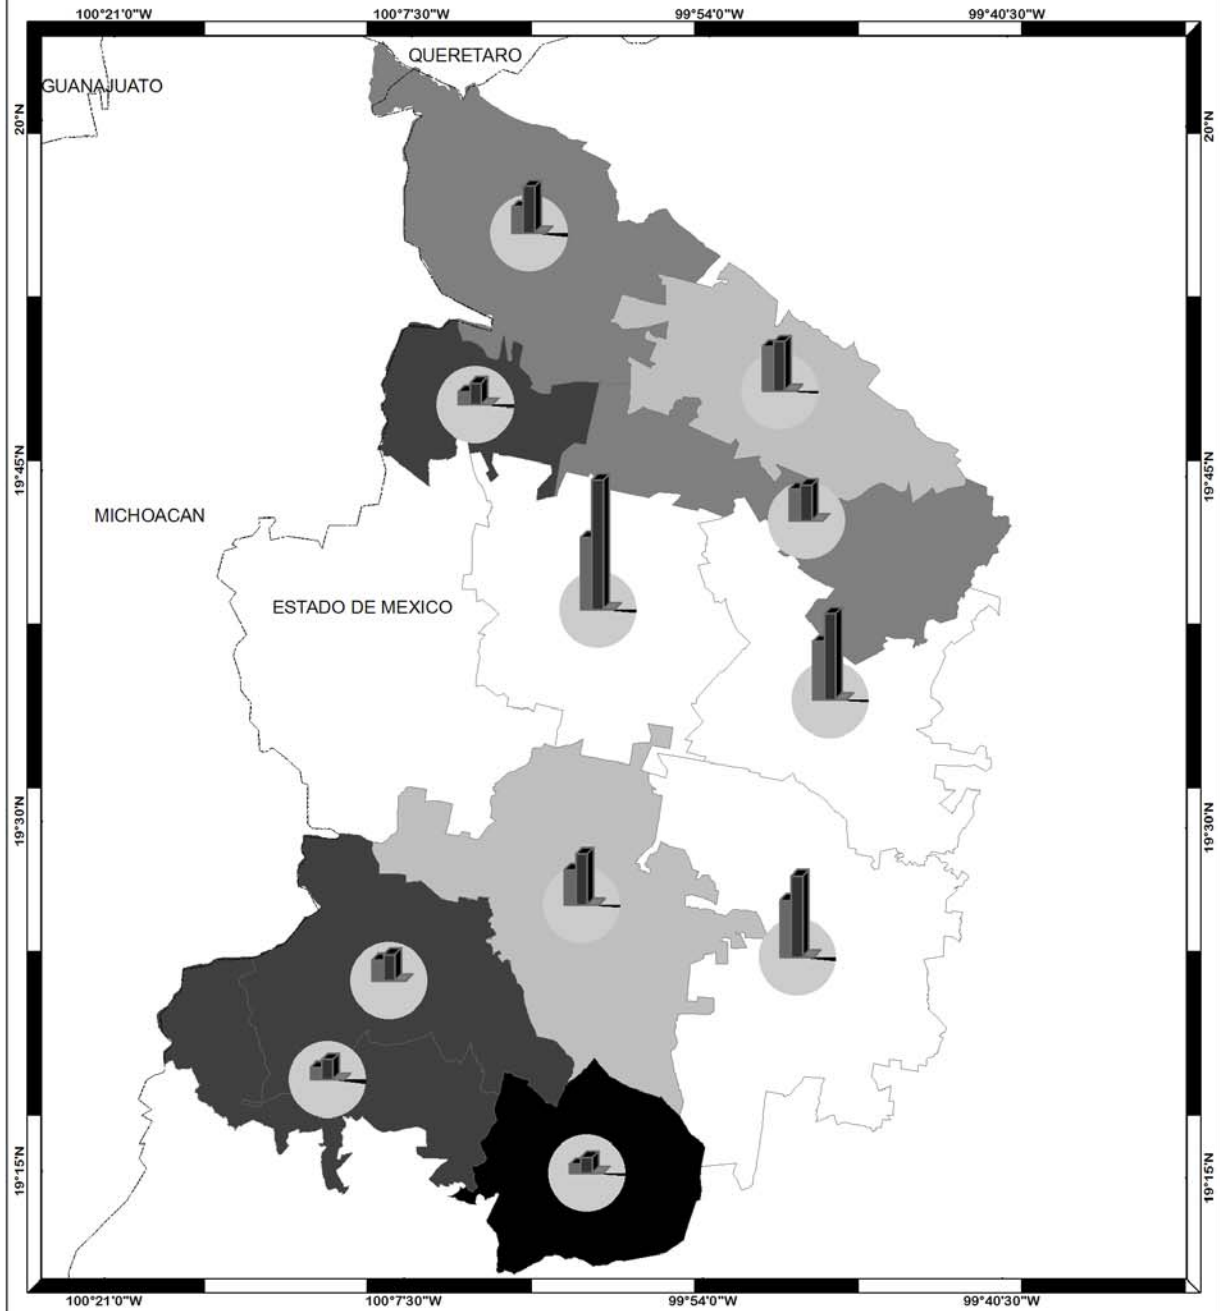 100°21'0"W 100°7'30"W 99°54'0"W 99°40'30"W
QUERETARO
GUANAJUATO
20°N 20°N
19°45'N 19°45'N
MICHOACAN
ESTADO DE MEXICO
19°30'N 19°30'N
19°15'N 19°15'N
100°21'0"W 100°7'30"W 99°54'0"W 99°40'30"W